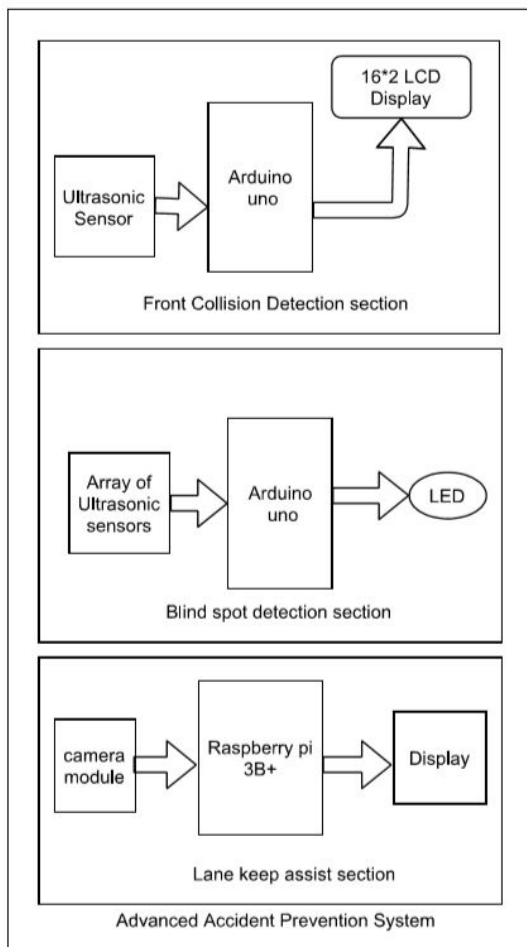 16*2 LCD
Display
Ultrasonic
Sensor
Arduino
uno
Front Collision Detection section
Array of
Ultrasonic
sensors
Arduino
uno
LED
Blind spot detection section
camera
module
Raspberry pi
3B+
Display
Lane keep assist section
Advanced Accident Prevention System